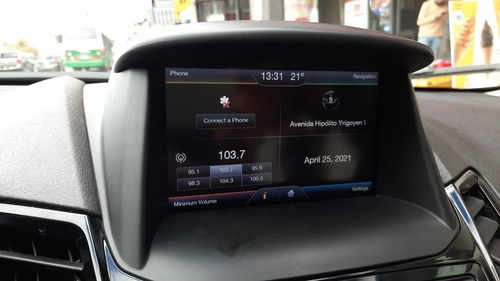 Phone
13:31 21°
Navigation
Connect a Phone
Avenida Hipólito Yrigoyen \
103.7
95.1 103.7 95.9
98.3 104.3 105.5
April 25, 2021
Minimum Volume
i
Settings